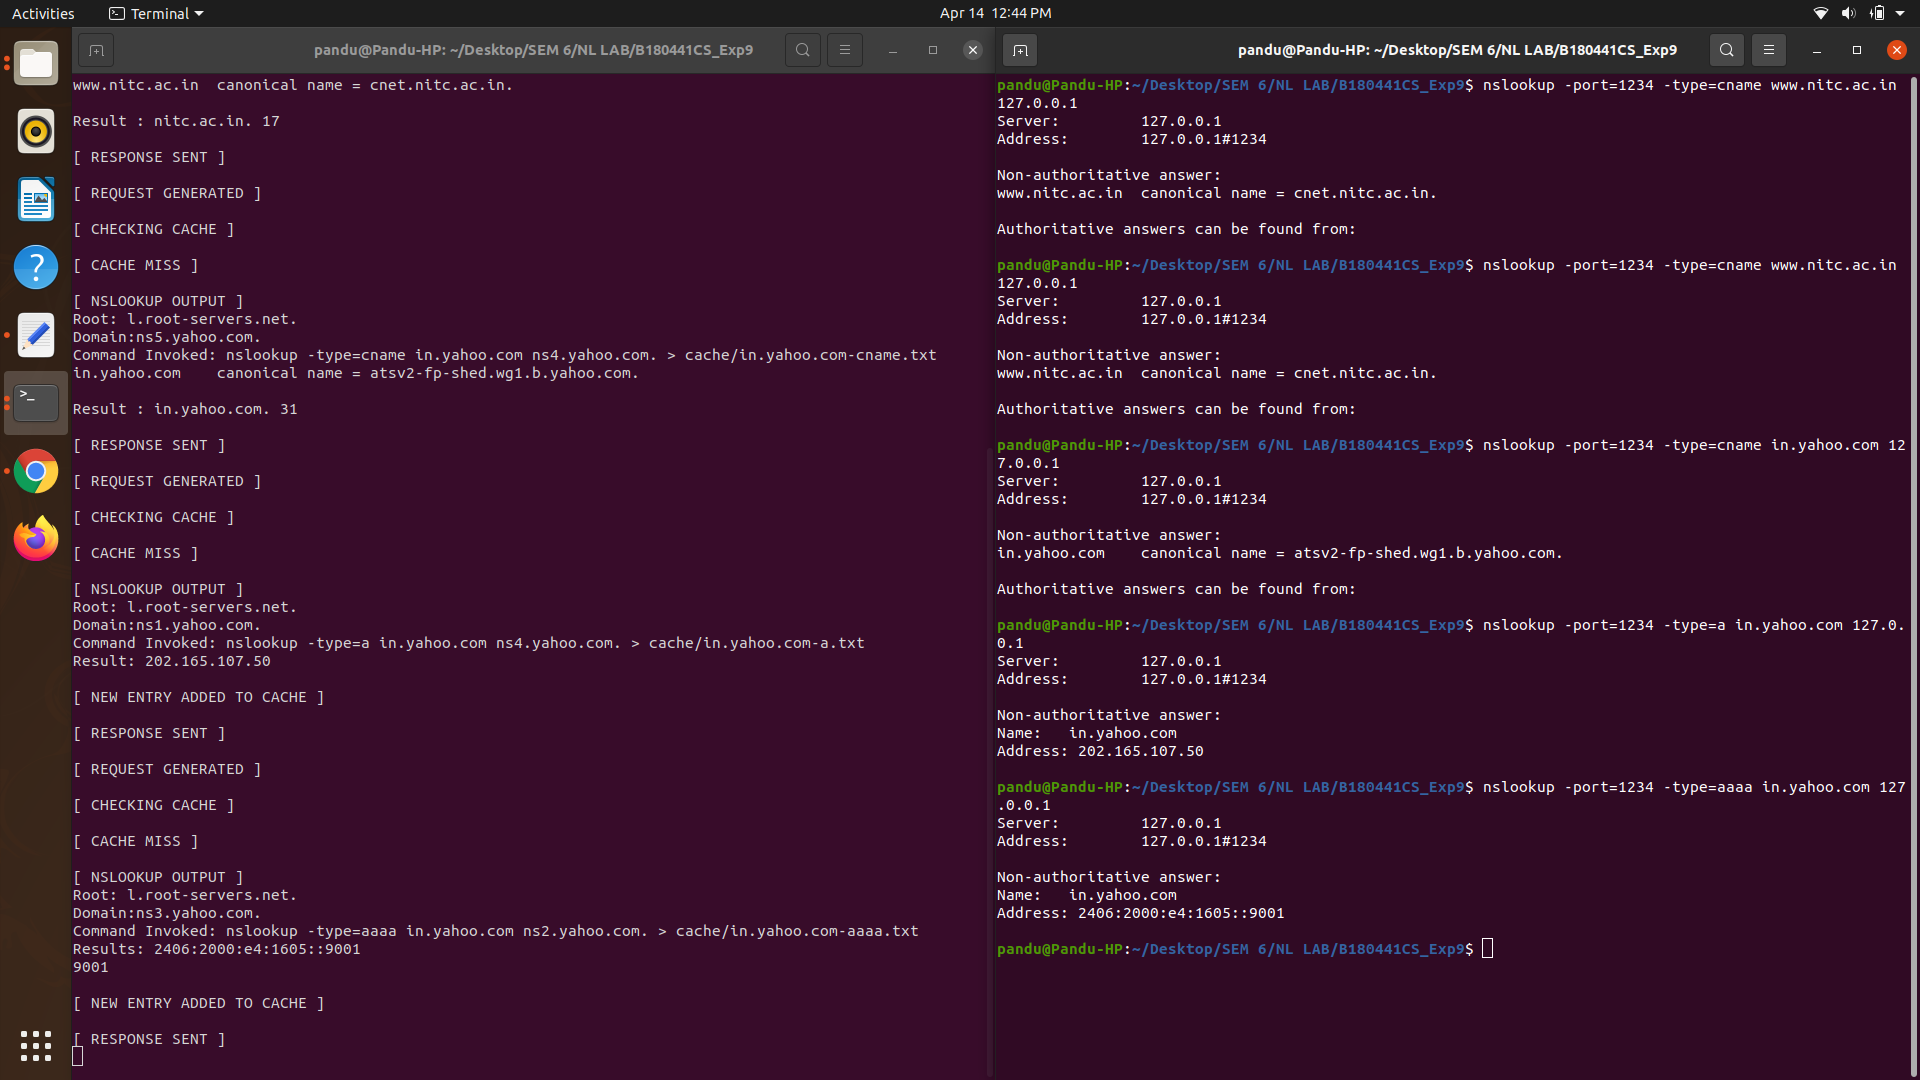 Activities
Terminal
Apr 14 12:44 PM
pandu@Pandu-HP: ~/Desktop/SEM 6/NL LAB/B180441CS_Exp9
www.nitc.ac.in  canonical name = cnet.nitc.ac.in.
Result : nitc.ac.in. 17
[ RESPONSE SENT ]
[ REQUEST GENERATED ]
[ CHECKING CACHE ]
[ CACHE MISS ]
[ NSLOOKUP OUTPUT ]
Root: l.root-servers.net.
Domain:ns5.yahoo.com.
Command Invoked: nslookup -type=cname in.yahoo.com ns4.yahoo.com. > cache/in.yahoo.com-cname.txt
in.yahoo.com    canonical name = atsv2-fp-shed.wg1.b.yahoo.com.
Result : in.yahoo.com. 31
[ RESPONSE SENT ]
[ REQUEST GENERATED ]
[ CHECKING CACHE ]
[ CACHE MISS ]
[ NSLOOKUP OUTPUT ]
Root: l.root-servers.net.
Domain:ns1.yahoo.com.
Command Invoked: nslookup -type=a in.yahoo.com ns4.yahoo.com. > cache/in.yahoo.com-a.txt
Result: 202.165.107.50
[ NEW ENTRY ADDED TO CACHE ]
[ RESPONSE SENT ]
[ REQUEST GENERATED ]
[ CHECKING CACHE ]
[ CACHE MISS ]
[ NSLOOKUP OUTPUT ]
Root: l.root-servers.net.
Domain:ns3.yahoo.com.
Command Invoked: nslookup -type=aaaa in.yahoo.com ns2.yahoo.com. > cache/in.yahoo.com-aaaa.txt
Results: 2406:2000:e4:1605::9001
9001
[ NEW ENTRY ADDED TO CACHE ]
[ RESPONSE SENT ]
pandu@Pandu-HP: ~/Desktop/SEM 6/NL LAB/B180441CS_Exp9
pandu@Pandu-HP:~/Desktop/SEM 6/NL LAB/B180441CS_Exp9$ nslookup -port=1234 -type=cname www.nitc.ac.in
127.0.0.1
Server:         127.0.0.1
Address:        127.0.0.1#1234
Non-authoritative answer:
www.nitc.ac.in  canonical name = cnet.nitc.ac.in.
Authoritative answers can be found from:
pandu@Pandu-HP:~/Desktop/SEM 6/NL LAB/B180441CS_Exp9$ nslookup -port=1234 -type=cname www.nitc.ac.in
127.0.0.1
Server:         127.0.0.1
Address:        127.0.0.1#1234
Non-authoritative answer:
www.nitc.ac.in  canonical name = cnet.nitc.ac.in.
Authoritative answers can be found from:
pandu@Pandu-HP:~/Desktop/SEM 6/NL LAB/B180441CS_Exp9$ nslookup -port=1234 -type=cname in.yahoo.com 12
7.0.0.1
Server:         127.0.0.1
Address:        127.0.0.1#1234
Non-authoritative answer:
in.yahoo.com    canonical name = atsv2-fp-shed.wg1.b.yahoo.com.
Authoritative answers can be found from:
pandu@Pandu-HP:~/Desktop/SEM 6/NL LAB/B180441CS_Exp9$ nslookup -port=1234 -type=a in.yahoo.com 127.0.
0.1
Server:         127.0.0.1
Address:        127.0.0.1#1234
Non-authoritative answer:
Name:   in.yahoo.com
Address: 202.165.107.50
pandu@Pandu-HP:~/Desktop/SEM 6/NL LAB/B180441CS_Exp9$ nslookup -port=1234 -type=aaaa in.yahoo.com 127
.0.0.1
Server:         127.0.0.1
Address:        127.0.0.1#1234
Non-authoritative answer:
Name:   in.yahoo.com
Address: 2406:2000:e4:1605::9001
pandu@Pandu-HP:~/Desktop/SEM 6/NL LAB/B180441CS_Exp9$